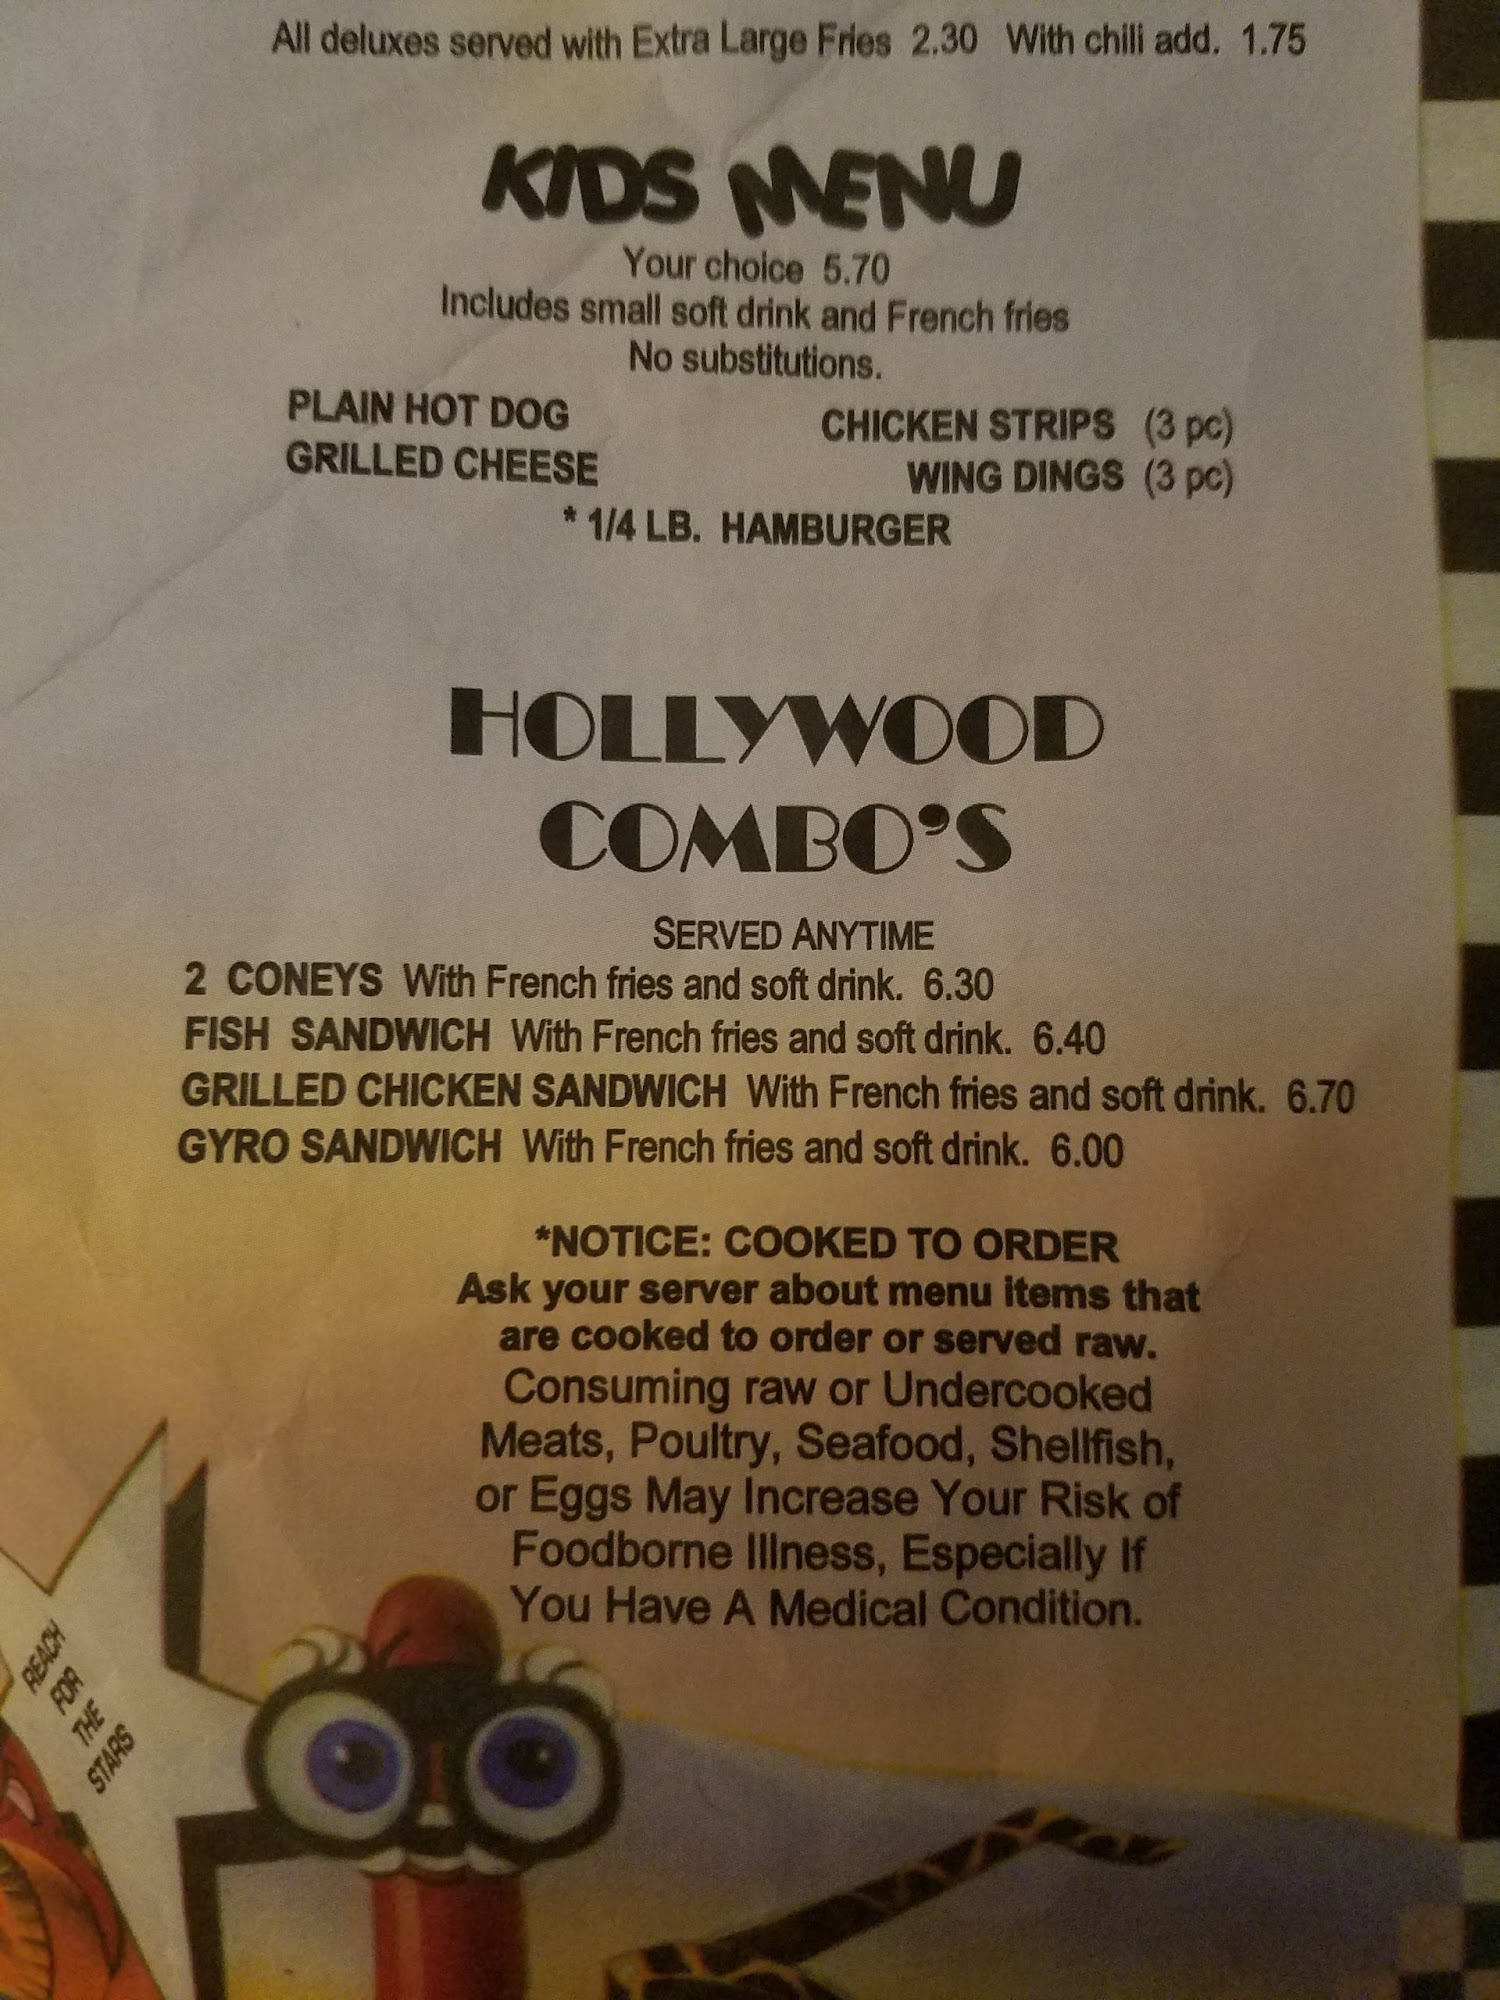 All deluxes served with Extra Large Fries 2.30 With chili add. 1.75
KIDS MENU
Your choice 5.70
Includes small soft drink and French fries
No substitutions.
PLAIN HOT DOG
GRILLED CHEESE
CHICKEN STRIPS (3 pc)
WING DINGS (3 pc)
* 1/4 LB. HAMBURGER
HOLLYWOOD
COMBO'S
SERVED ANYTIME
2 CONEYS With French fries and soft drink. 6.30
FISH SANDWICH With French fries and soft drink. 6.40
GRILLED CHICKEN SANDWICH With French fries and soft drink. 6.70
GYRO SANDWICH With French fries and soft drink. 6.00
*NOTICE: COOKED TO ORDER
Ask your server about menu items that
are cooked to order or served raw.
Consuming raw or Undercooked
Meats, Poultry, Seafood, Shellfish,
or Eggs May Increase Your Risk of
Foodborne Illness, Especially If
You Have A Medical Condition.
REACH
FOR
THE
STARS